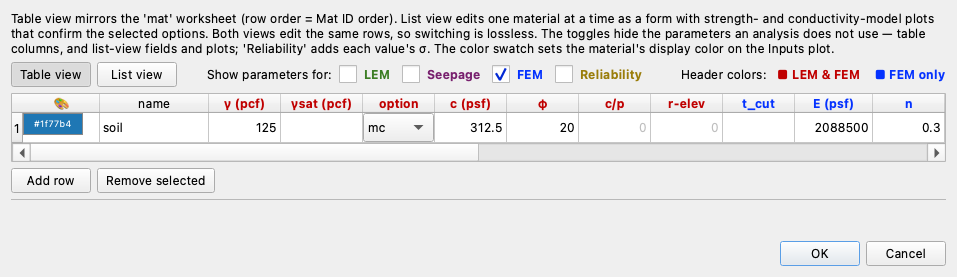 Table view mirrors the 'mat' worksheet (row order = Mat ID order). List view edits one material at a time as a form with strength- and conductivity-model plots
that confirm the selected options. Both views edit the same rows, so switching is lossless. The toggles hide the parameters an analysis does not use — table
columns, and list-view fields and plots; 'Reliability' adds each value's σ. The color swatch sets the material's display color on the Inputs plot.
Table view List view Show parameters for: LEM Seepage FEM Reliability Header colors: LEM & FEM FEM only
name γ (pcf) γsat (pcf) option c (psf) ϕ c/p r-elev t_cut E (psf) n
1 #1f77b4 soil 125 mc 312.5 20 0 0 2088500 0.3
Add row Remove selected
OK Cancel